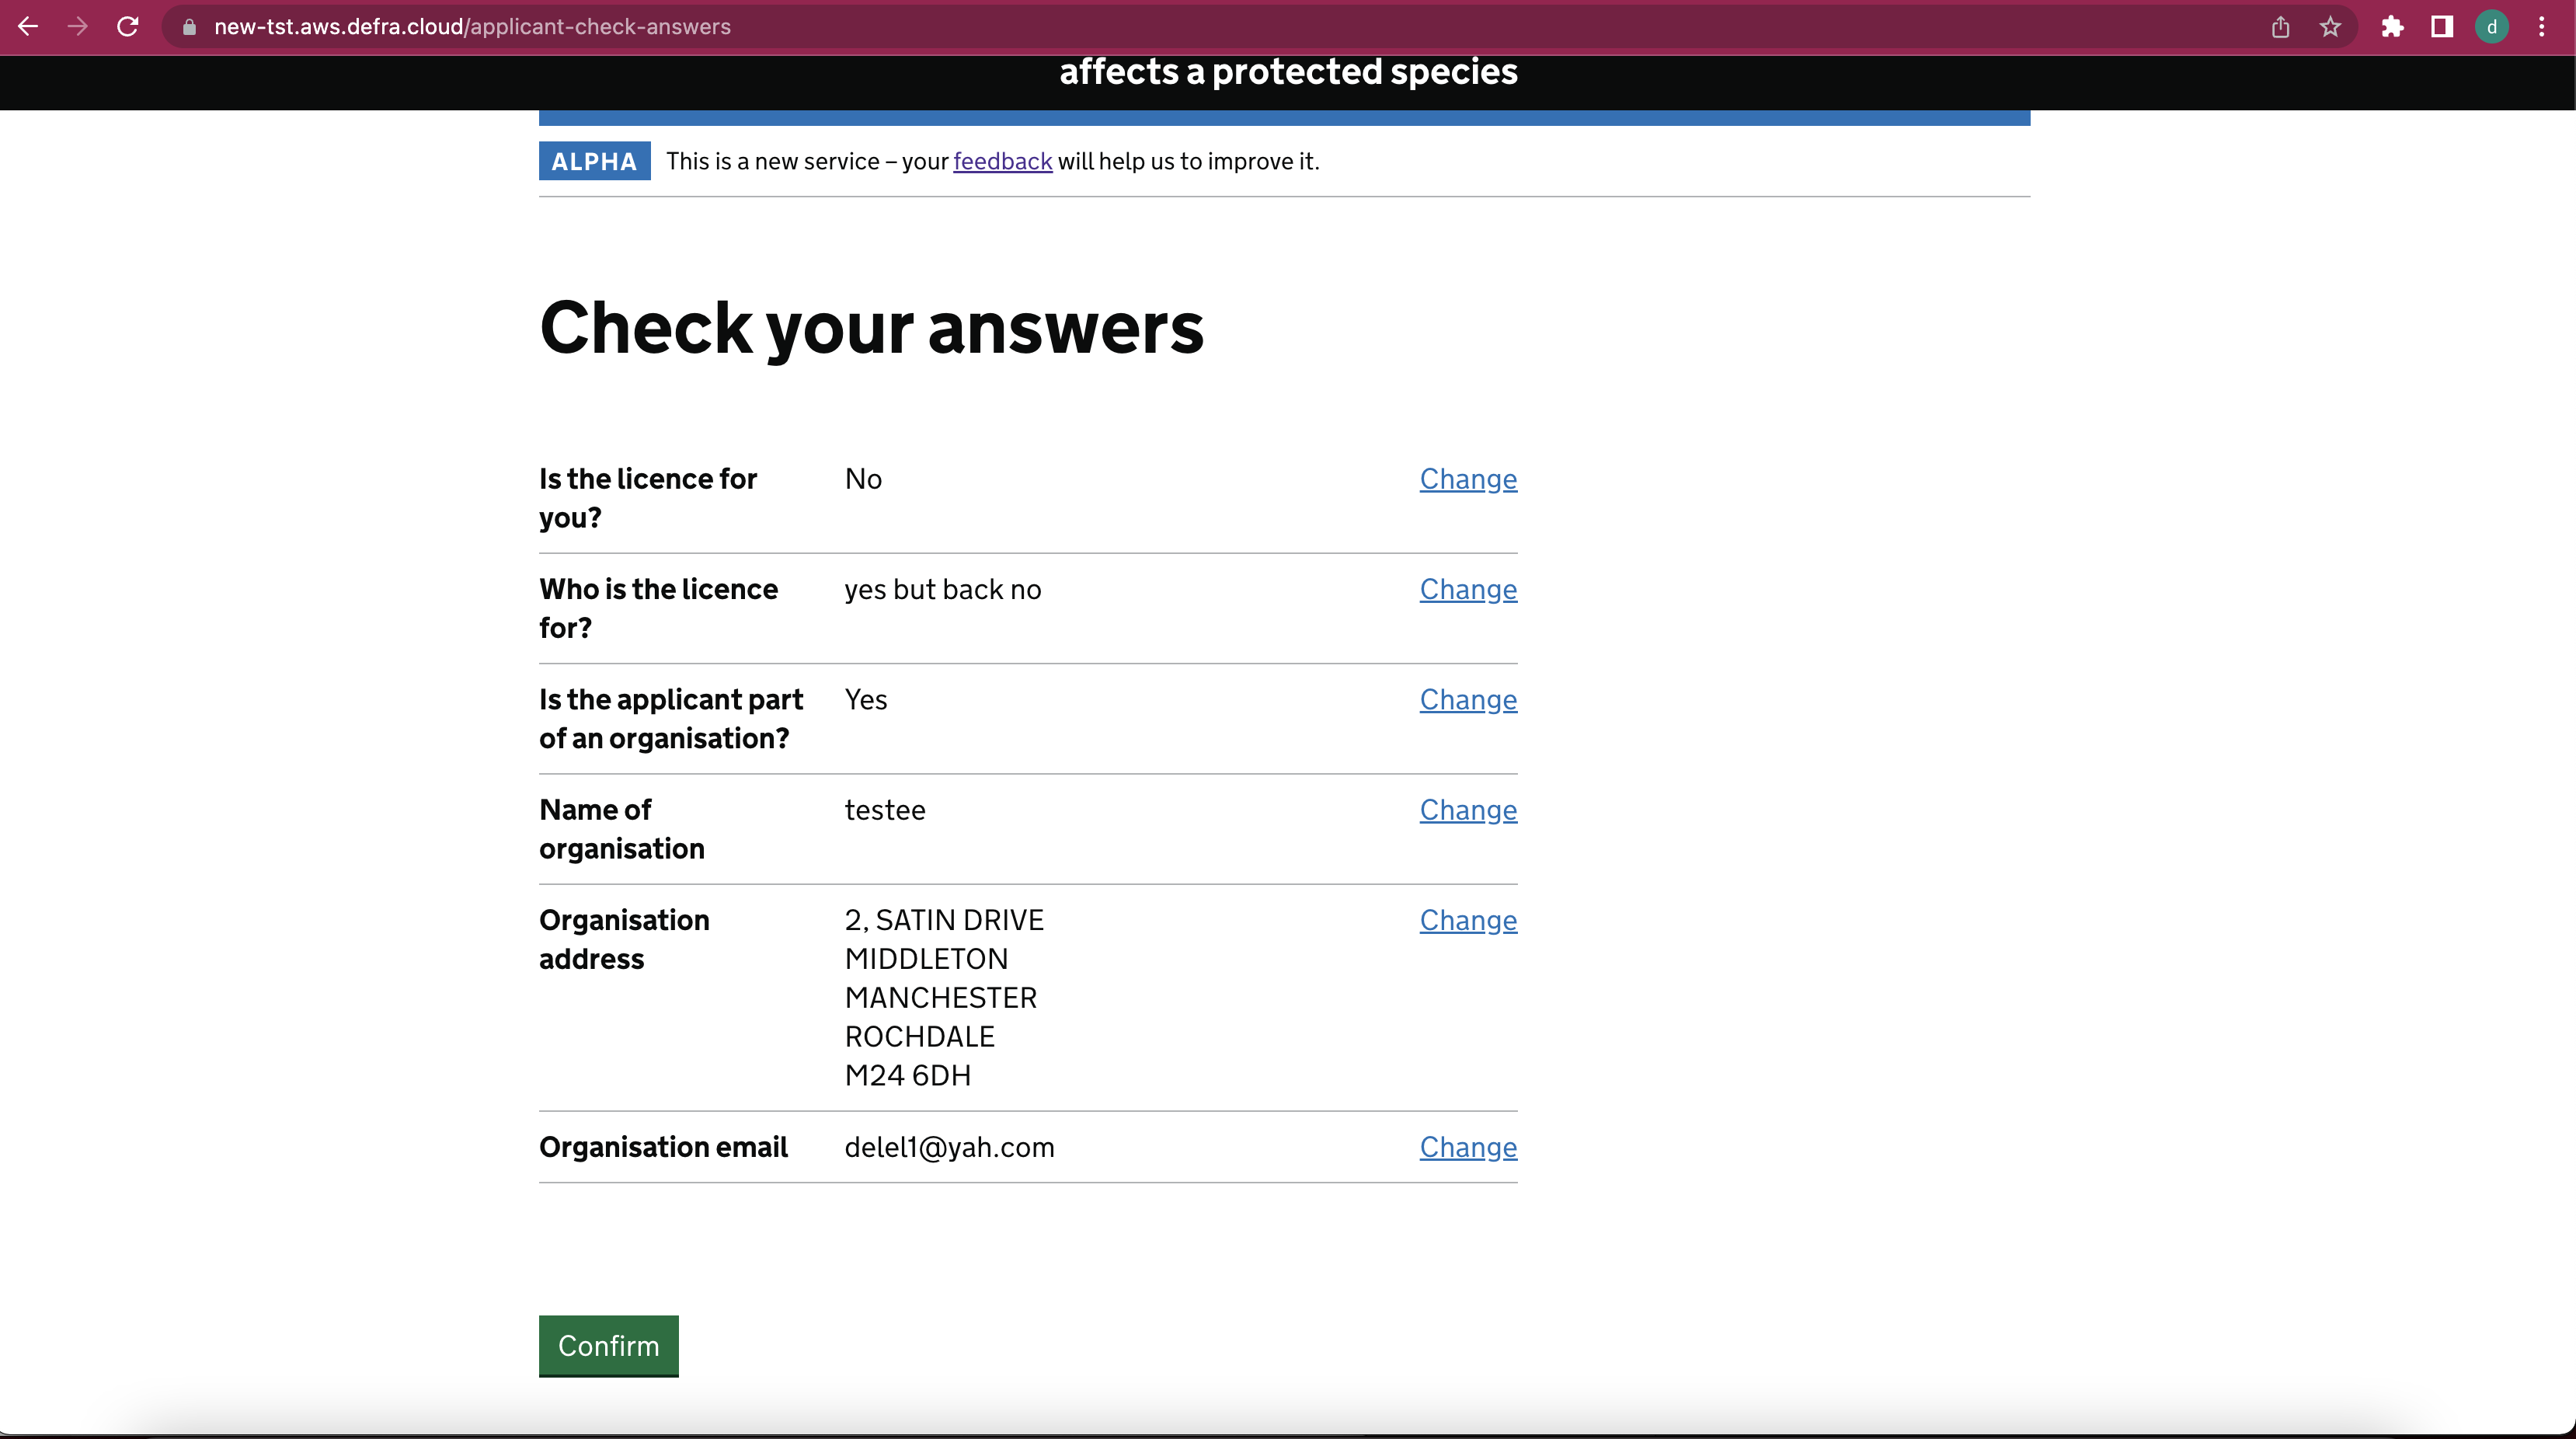 new-tst.aws.defra.cloud/applicant-check-answers
d
affects a protected species
ALPHA This is a new service – your feedback will help us to improve it.
Check your answers
Is the licence for you? No Change
Who is the licence for? yes but back no Change
Is the applicant part of an organisation? Yes Change
Name of organisation testee Change
Organisation address 2, SATIN DRIVE Change
MIDDLETON
MANCHESTER
ROCHDALE
M24 6DH
Organisation email delel1@yah.com Change
Confirm